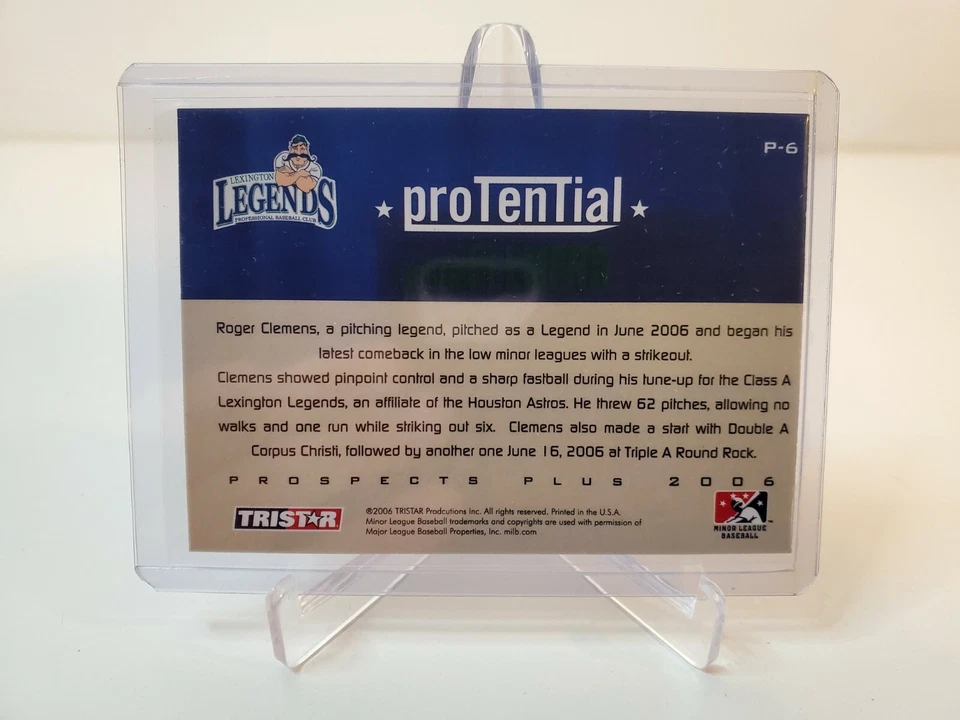 P-6
LEXINGTON
LEGENDS
PROFESSIONAL BASEBALL CLUB
proTenTial
Roger Clemens, a pitching legend, pitched as a Legend in June 2006 and began his
latest comeback in the low minor leagues with a strikeout.
Clemens showed pinpoint control and a sharp fastball during his tune-up for the Class A
Lexington Legends, an affiliate of the Houston Astros. He threw 62 pitches, allowing no
walks and one run while striking out six. Clemens also made a start with Double A
Corpus Christi, followed by another one June 16, 2006 at Triple A Round Rock.
PROSPECTS PLUS 2006
TRISTAR
®2006 TRISTAR Prodcutions Inc. All rights reserved. Printed in the U.S.A.
Minor League Baseball trademarks and copyrights are used with permission of
Major League Baseball Properties, Inc. milb.com
MINOR LEAGUE
BASEBALL